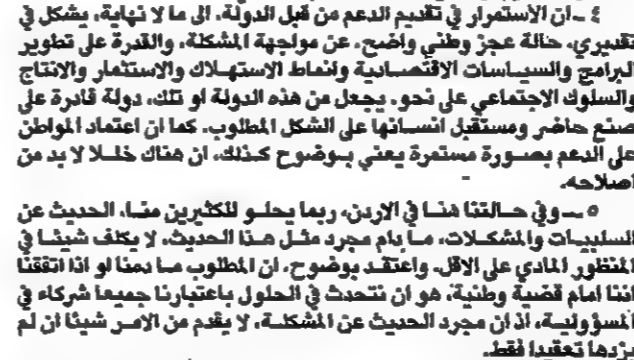 ٤ ـ ان الاستمرار في تقديم الدعم من قبل الدولة، الى ما لا نهاية، يشكل في
تقديري، حالة عجز وطني واضح، عن مواجهة المشكلة، والقدرة على تطوير
البرامج والسياسات الاقتصادية وانماط الاستهلاك والاستثمار والانتاج
والسلوك الاجتماعي على نحو، يجعل من هذه الدولة او تلك، دولة قادرة على
صنع حاضر ومستقبل انسانها على الشكل المطلوب. كما ان اعتماد المواطن
على الدعم بصورة مستمرة يعني بوضوح كذلك، ان هناك خللا لا بد من
اصلاحه.
٥ ـ وفي حالتنا هنا في الاردن، ربما يحلو للكثيرين منا، الحديث عن
السلبيات والمشكلات، ما دام مجرد مثل هذا الحديث، لا يكلف شيئا في
المنظور المادي على الاقل. واعتقد بوضوح، ان المطلوب ما دمنا او اذا اتفقنا
اننا امام قضية وطنية، هو ان نتحدث في الحلول باعتبارنا جميعا شركاء في
المسؤولية، اذ ان مجرد الحديث عن المشكلة، لا يقدم من الامر شيئا ان لم
يزدها تعقيدا فقط.